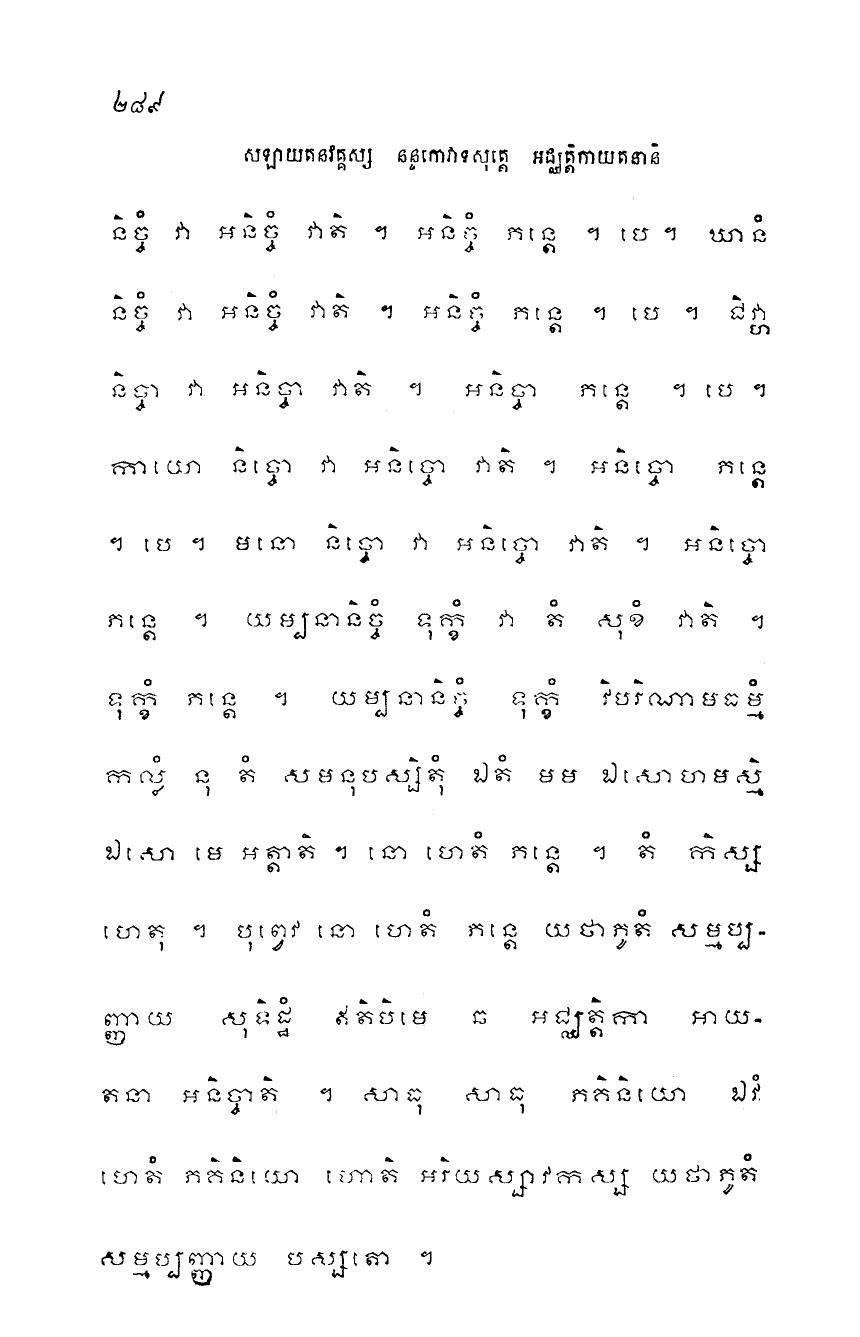 ២៨៩
សឡាយតនវគ្គស្ស ននួកោវាទសុត្តេ អដ្ឈត្តិកាយតនានិ
និច្ចំ វា អនិច្ចំ វាតិ ។ អនិច្ចំ ភន្តេ ។ បេ ។ ឃានំ
និច្ចំ វា អនិច្ចំ វាតិ ។ អនិច្ចំ ភន្តេ ។ បេ ។ ជិវ្ហា
និច្ចា វា អនិច្ចា វាតិ ។ អនិច្ចា ភន្តេ ។ បេ ។
កាយោ និច្ចោ វា អនិច្ចោ វាតិ ។ អនិច្ចោ ភន្តេ
។ បេ ។ មនោ និច្ចោ វា អនិច្ចោ វាតិ ។ អនិច្ចោ
ភន្តេ ។ យម្បនានិច្ចំ ទុក្ខំ វា តំ សុខំ វាតិ ។
ទុក្ខំ ភន្តេ ។ យម្បនានិច្ចំ ទុក្ខំ វិបរិណាមធម្មំ
កល្លំ នុ តំ សមនុបស្សិតុំ ឯតំ មម ឯសោហមស្មិ
ឯសោ មេ អត្តាតិ ។ នោ ហេតំ ភន្តេ ។ តំ កិស្ស
ហេតុ ។ បុព្វេវ នោ ហេតំ ភន្តេ យថាភូតំ សម្មប្ប-
ញ្ញាយ សុទិដ្ឋំ ឥតិបិមេ ឆ អជ្ឈត្តិកា អាយ-
តនា អនិច្ចាតិ ។ សាធុ សាធុ ភគិនិយោ ឯវំ
ហេតំ ភគិនិយោ ហោតិ អរិយស្សាវកស្ស យថាភូតំ
សម្មប្បញ្ញាយ បស្សតោ ។